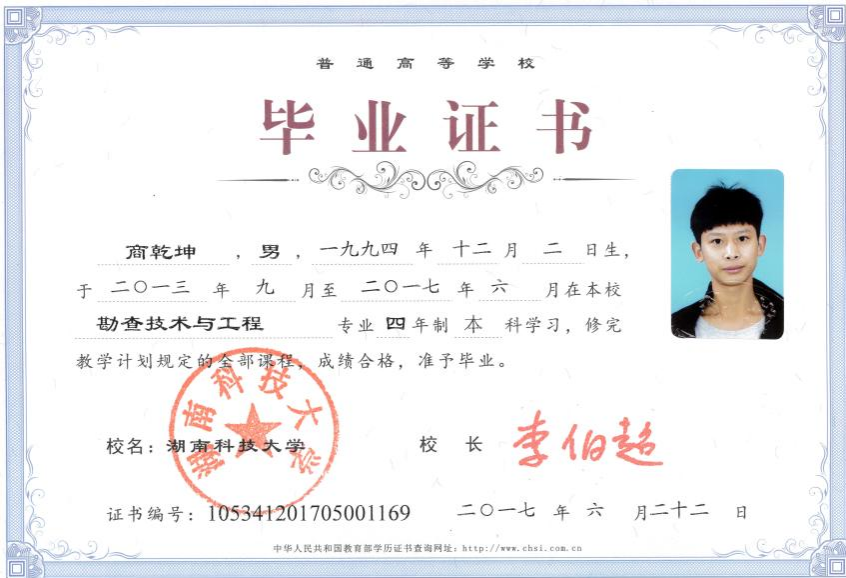 普通高等学校
毕业证书
商乾坤，男，一九九四年十二月二日生，
于二〇一三年九月至二〇一七年六月在本校
勘查技术与工程专业四年制本科学习，修完
教学计划规定的全部课程，成绩合格，准予毕业。
湖南科技大学
校名：湖南科技大学 校长 李伯超
证书编号：105341201705001169 二〇一七年六月二十二日
中华人民共和国教育部学历证书查询网址：http://www.chsi.com.cn